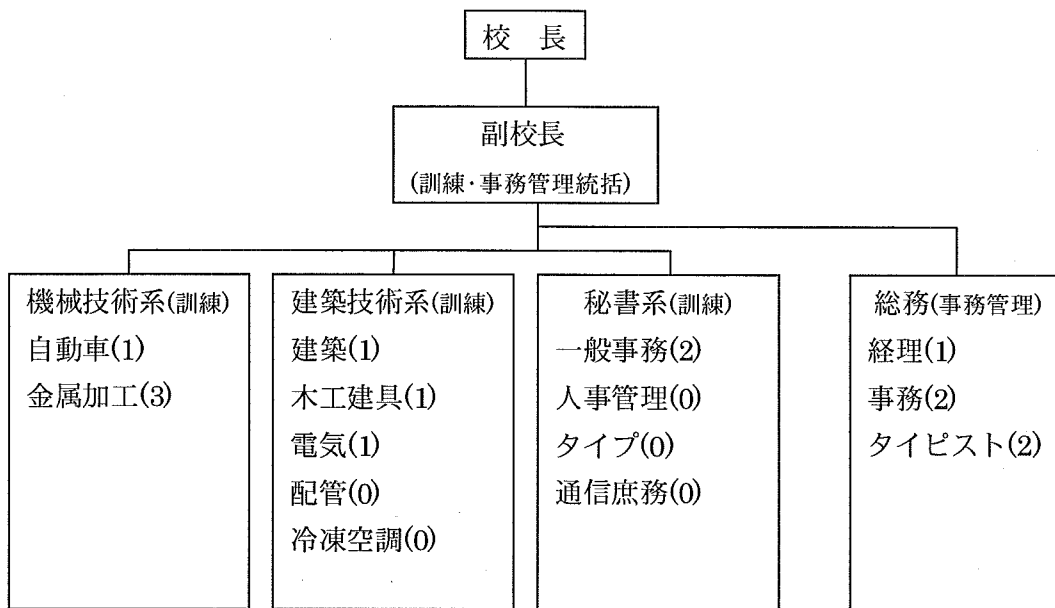 校 長
副校長
(訓練·事務管理統括)
機械技術系(訓練)
自動車(1)
金属加工(3)
建築技術系(訓練)
建築(1)
木工建具(1)
電気(1)
配管(0)
冷凍空調(0)
秘書系(訓練)
一般事務(2)
人事管理(0)
タイプ(0)
通信庶務(0)
総務(事務管理)
経理(1)
事務(2)
タイピスト(2)